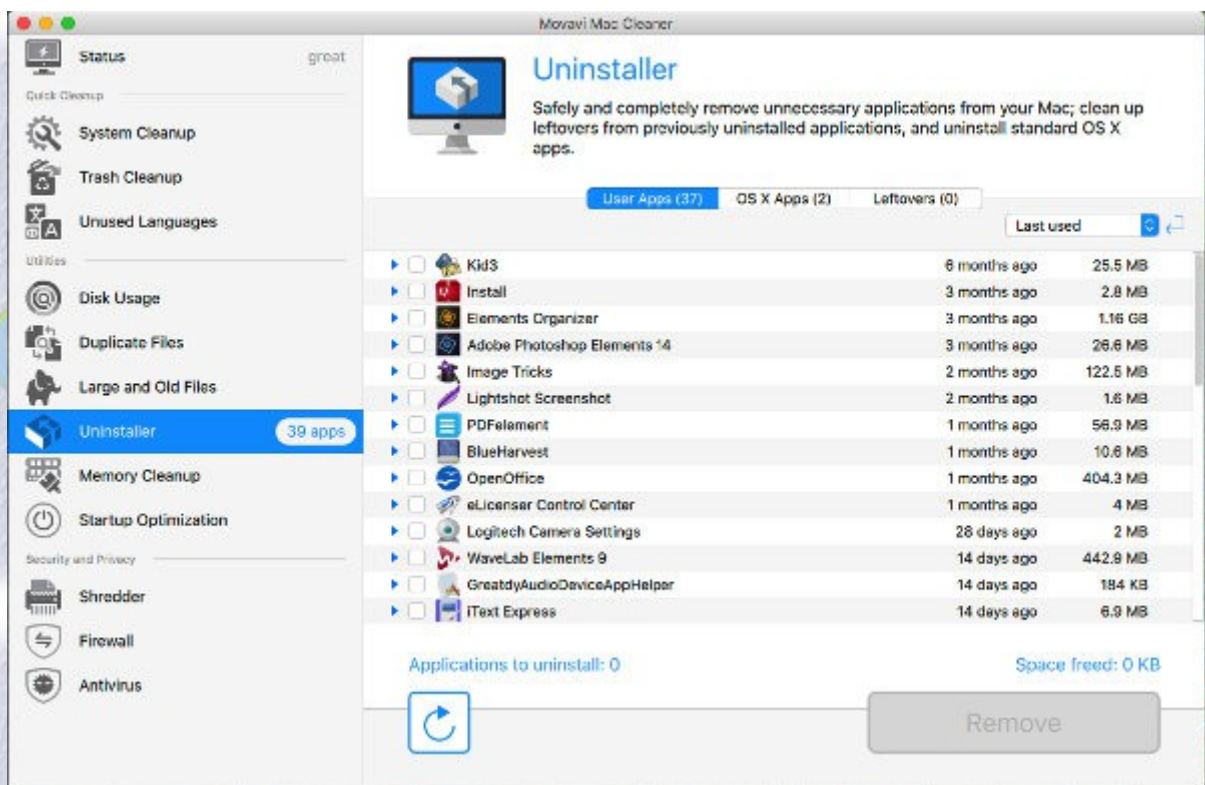 Movavi Mac Cleaner
Status great
Quick Cleanup
System Cleanup
Trash Cleanup
Unused Languages
Utilities
Disk Usage
Duplicate Files
Large and Old Files
Uninstaller 39 apps
Memory Cleanup
Startup Optimization
Security and Privacy
Shredder
Firewall
Antivirus
Uninstaller
Safely and completely remove unnecessary applications from your Mac; clean up
leftovers from previously uninstalled applications, and uninstall standard OS X
apps.
User Apps (37) OS X Apps (2) Leftovers (0)
Last used
Kid3 6 months ago 25.5 MB
Install 3 months ago 2.8 MB
Elements Organizer 3 months ago 1.16 GB
Adobe Photoshop Elements 14 3 months ago 26.6 MB
Image Tricks 2 months ago 122.5 MB
Lightshot Screenshot 2 months ago 1.6 MB
PDFelement 1 months ago 56.9 MB
BlueHarvest 1 months ago 10.6 MB
OpenOffice 1 months ago 404.3 MB
eLicenser Control Center 1 months ago 4 MB
Logitech Camera Settings 28 days ago 2 MB
WaveLab Elements 9 14 days ago 442.9 MB
GreatdyAudioDeviceAppHelper 14 days ago 184 KB
iText Express 14 days ago 6.9 MB
Applications to uninstall: 0 Space freed: 0 KB
Remove